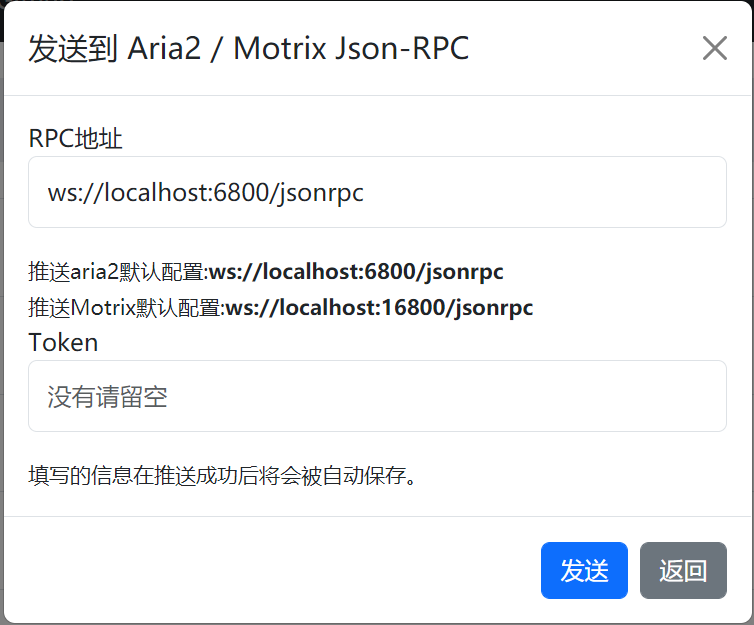 发送到 Aria2 / Motrix Json-RPC
RPC地址
ws://localhost:6800/jsonrpc
推送aria2默认配置:ws://localhost:6800/jsonrpc
推送Motrix默认配置:ws://localhost:16800/jsonrpc
Token
没有请留空
填写的信息在推送成功后将会被自动保存。
发送 返回